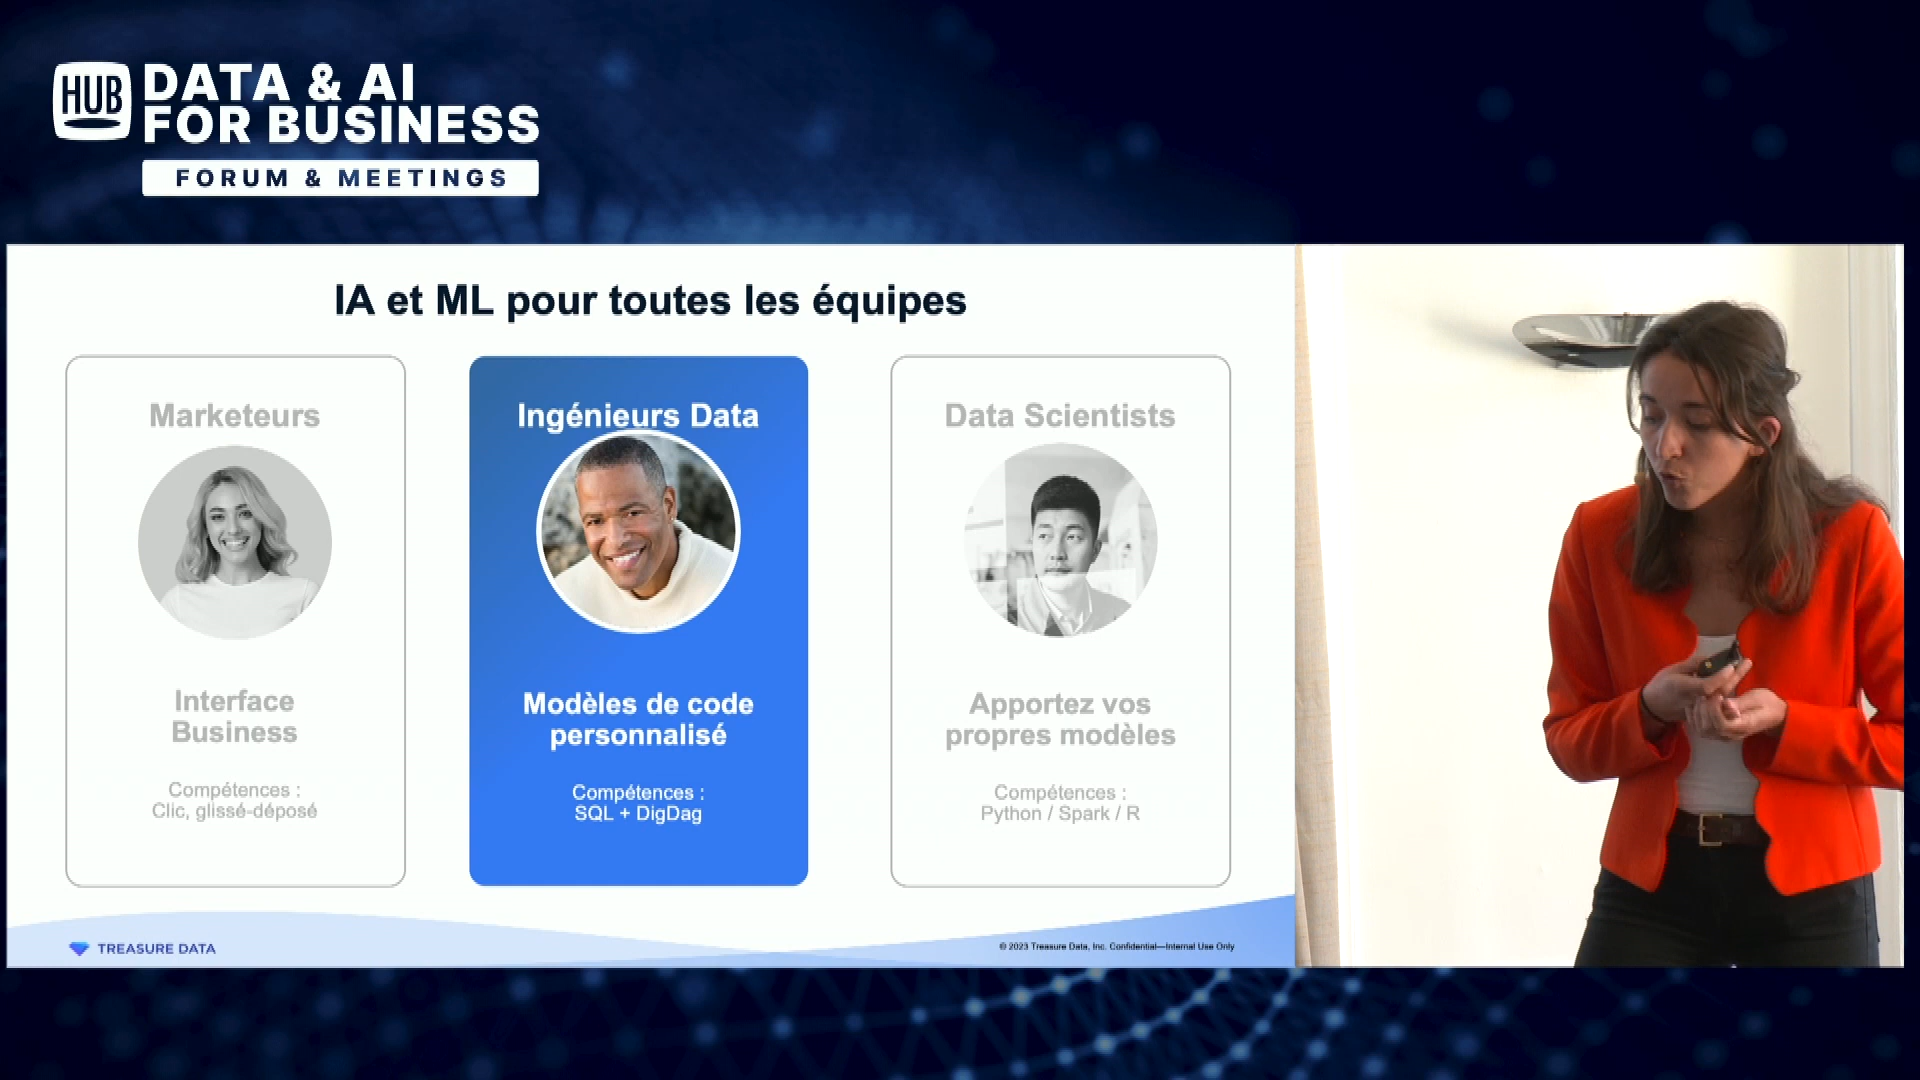 HUB
DATA & AI
FOR BUSINESS
FORUM & MEETINGS
IA et ML pour toutes les équipes
Marketeurs
Interface
Business
Compétences :
Clic, glissé-déposé
Ingénieurs Data
Modèles de code
personnalisé
Compétences :
SQL + DigDag
Data Scientists
Apportez vos
propres modèles
Compétences :
Python / Spark / R
TREASURE DATA
© 2023 Treasure Data, Inc. Confidential—Internal Use Only